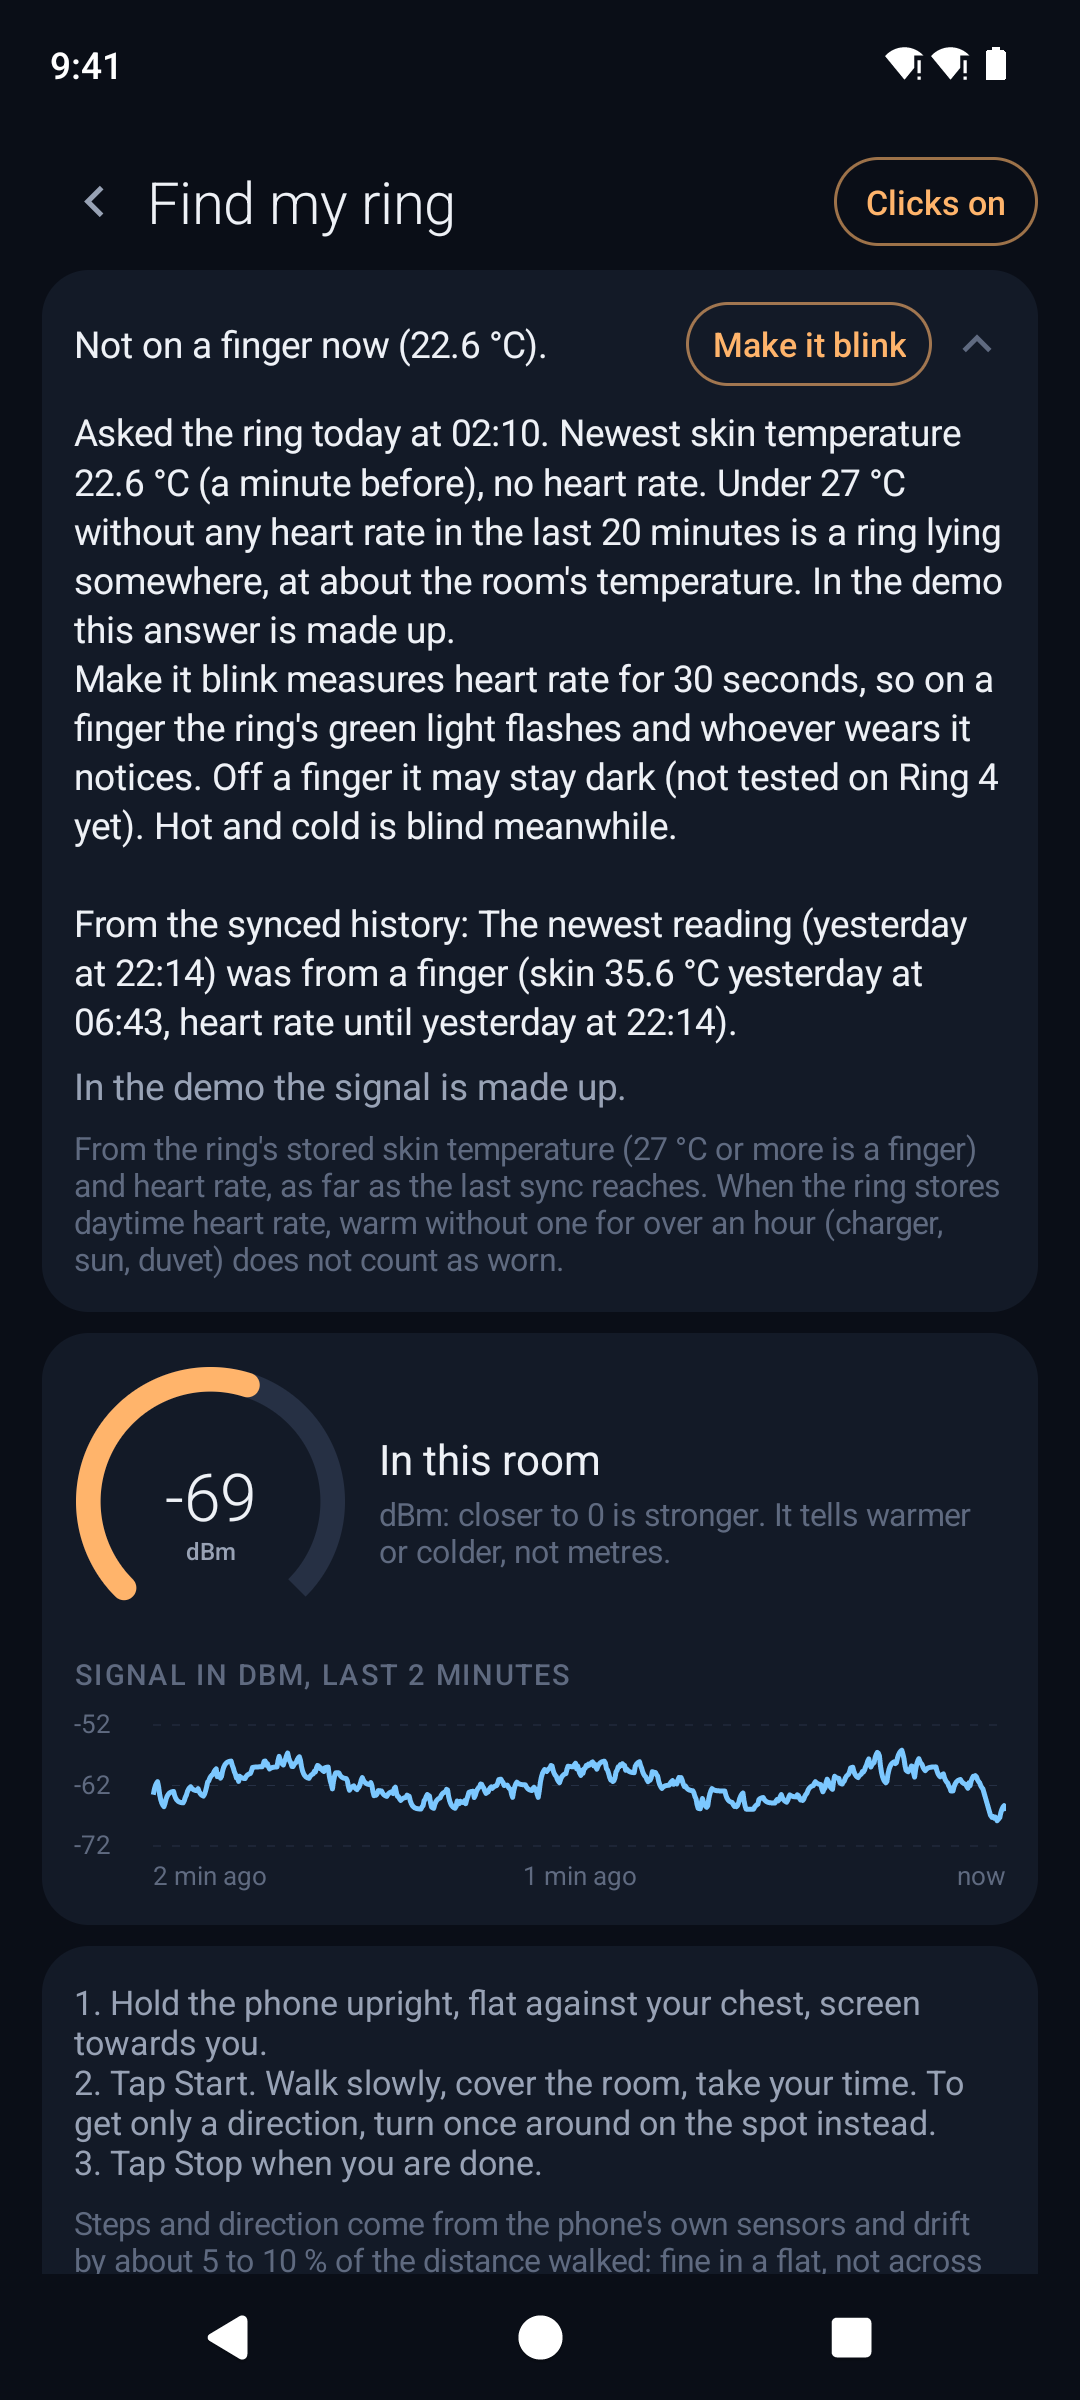 9:41
Find my ring
Clicks on
Not on a finger now (22.6 °C).
Make it blink
Asked the ring today at 02:10. Newest skin temperature
22.6 °C (a minute before), no heart rate. Under 27 °C
without any heart rate in the last 20 minutes is a ring lying
somewhere, at about the room's temperature. In the demo
this answer is made up.
Make it blink measures heart rate for 30 seconds, so on a
finger the ring's green light flashes and whoever wears it
notices. Off a finger it may stay dark (not tested on Ring 4
yet). Hot and cold is blind meanwhile.
From the synced history: The newest reading (yesterday
at 22:14) was from a finger (skin 35.6 °C yesterday at
06:43, heart rate until yesterday at 22:14).
In the demo the signal is made up.
From the ring's stored skin temperature (27 °C or more is a finger)
and heart rate, as far as the last sync reaches. When the ring stores
daytime heart rate, warm without one for over an hour (charger,
sun, duvet) does not count as worn.
-69
dBm
In this room
dBm: closer to 0 is stronger. It tells warmer
or colder, not metres.
SIGNAL IN DBM, LAST 2 MINUTES
-52
-62
-72
2 min ago
1 min ago
now
1. Hold the phone upright, flat against your chest, screen
towards you.
2. Tap Start. Walk slowly, cover the room, take your time. To
get only a direction, turn once around on the spot instead.
3. Tap Stop when you are done.
Steps and direction come from the phone's own sensors and drift
by about 5 to 10 % of the distance walked: fine in a flat, not across